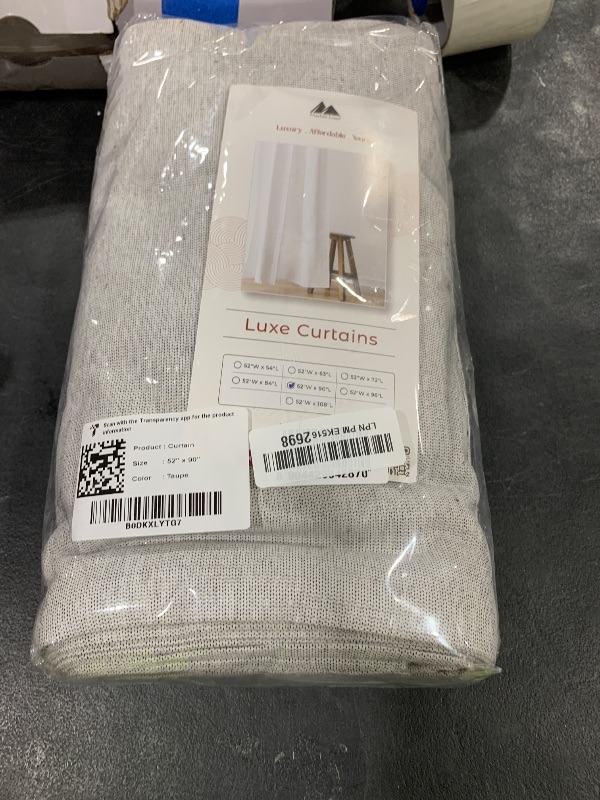 Luxury . Affordable .
Luxe Curtains
52"W x 54"L
52"W x 63"L
52"W x 72"L
52"W x 84"L
52"W x 90"L
52"W x 96"L
52"W x 108"L
Scan with the Transparency app for the product
information
Product : Curtain
Size : 52" x 90"
Color : Taupe
B0DKXLYTG7
LPN PM EK516 2698